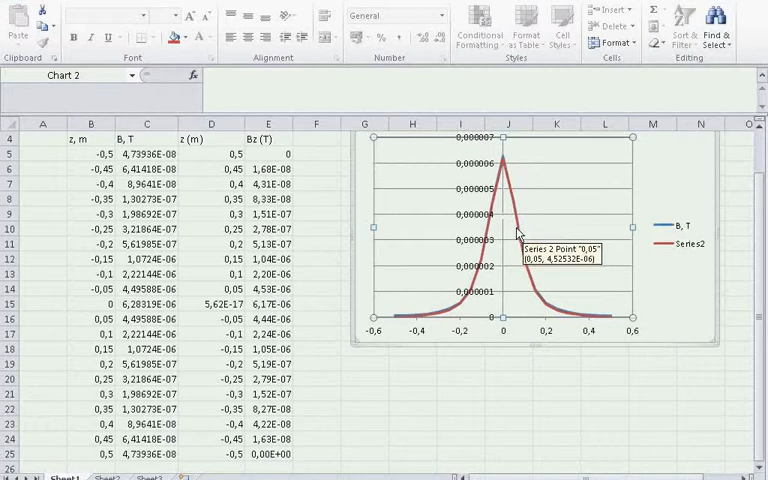 Paste
General
Conditional Formatting
Format as Table
Cell Styles
Insert
Delete
Format
Sort & Filter
Find & Select
Clipboard
Font
Alignment
Number
Styles
Cells
Editing
Chart 2
fx
A B C D E F G H I J K L M N O
4 z, m B, T z (m) Bz (T)
5 -0,5 4,73936E-08 0,5 0
6 -0,45 6,41418E-08 0,45 1,68E-08
7 -0,4 8,9641E-08 0,4 4,31E-08
8 -0,35 1,30273E-07 0,35 8,33E-08
9 -0,3 1,98692E-07 0,3 1,51E-07
10 -0,25 3,21864E-07 0,25 2,78E-07
11 -0,2 5,61985E-07 0,2 5,13E-07
12 -0,15 1,0724E-06 0,15 1,04E-06
13 -0,1 2,22144E-06 0,1 2,20E-06
14 -0,05 4,49588E-06 0,05 4,53E-06
15 0 6,28319E-06 5,62E-17 6,17E-06
16 0,05 4,49588E-06 -0,05 4,44E-06
17 0,1 2,22144E-06 -0,1 2,24E-06
18 0,15 1,0724E-06 -0,15 1,05E-06
19 0,2 5,61985E-07 -0,2 5,19E-07
20 0,25 3,21864E-07 -0,25 2,79E-07
21 0,3 1,98692E-07 -0,3 1,52E-07
22 0,35 1,30273E-07 -0,35 8,27E-08
23 0,4 8,9641E-08 -0,4 4,22E-08
24 0,45 6,41418E-08 -0,45 1,63E-08
25 0,5 4,73936E-08 -0,5 0,00E+00
26
0,000007
0,000006
0,000004
0,000003
0,000002
0,000001
0
-0,6 -0,4 -0,2 0 0,2 0,4 0,6
B, T
Series2
Series 2 Point "0,05"
(0,05, 4,52532E-06)
Sheet1 Sheet2 Sheet3